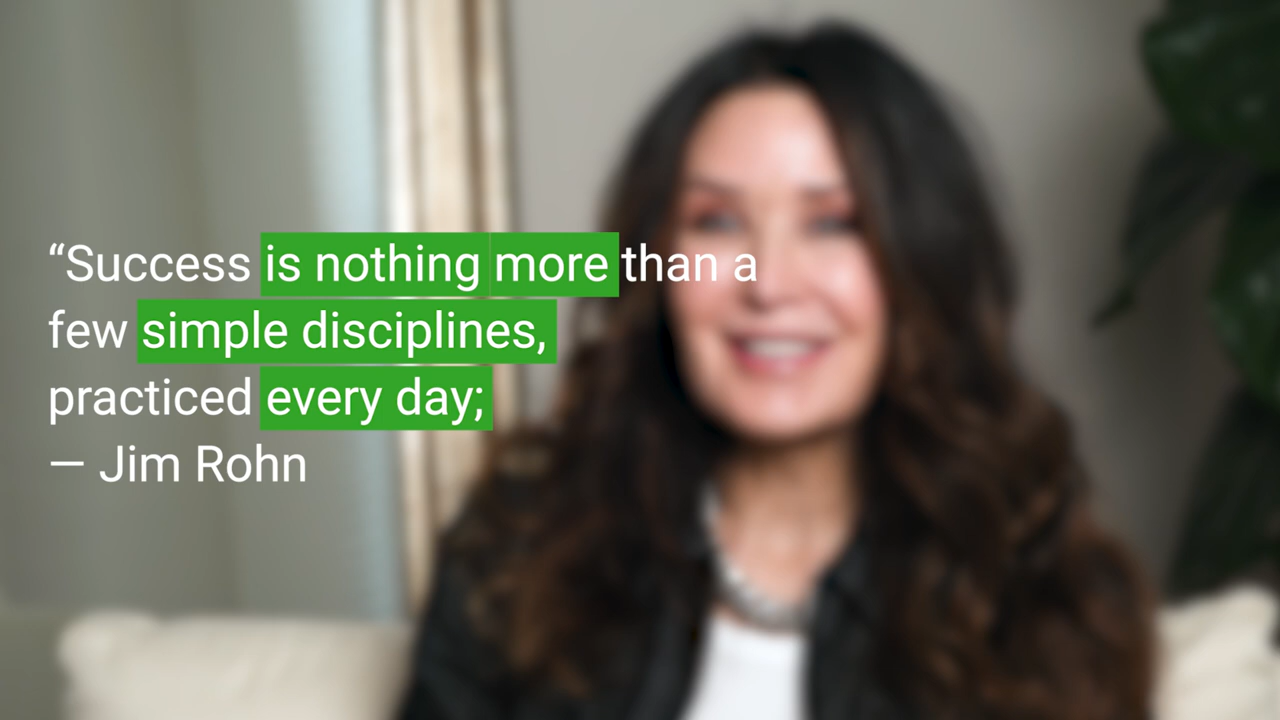 “Success is nothing more than a
few simple disciplines,
practiced every day;
— Jim Rohn